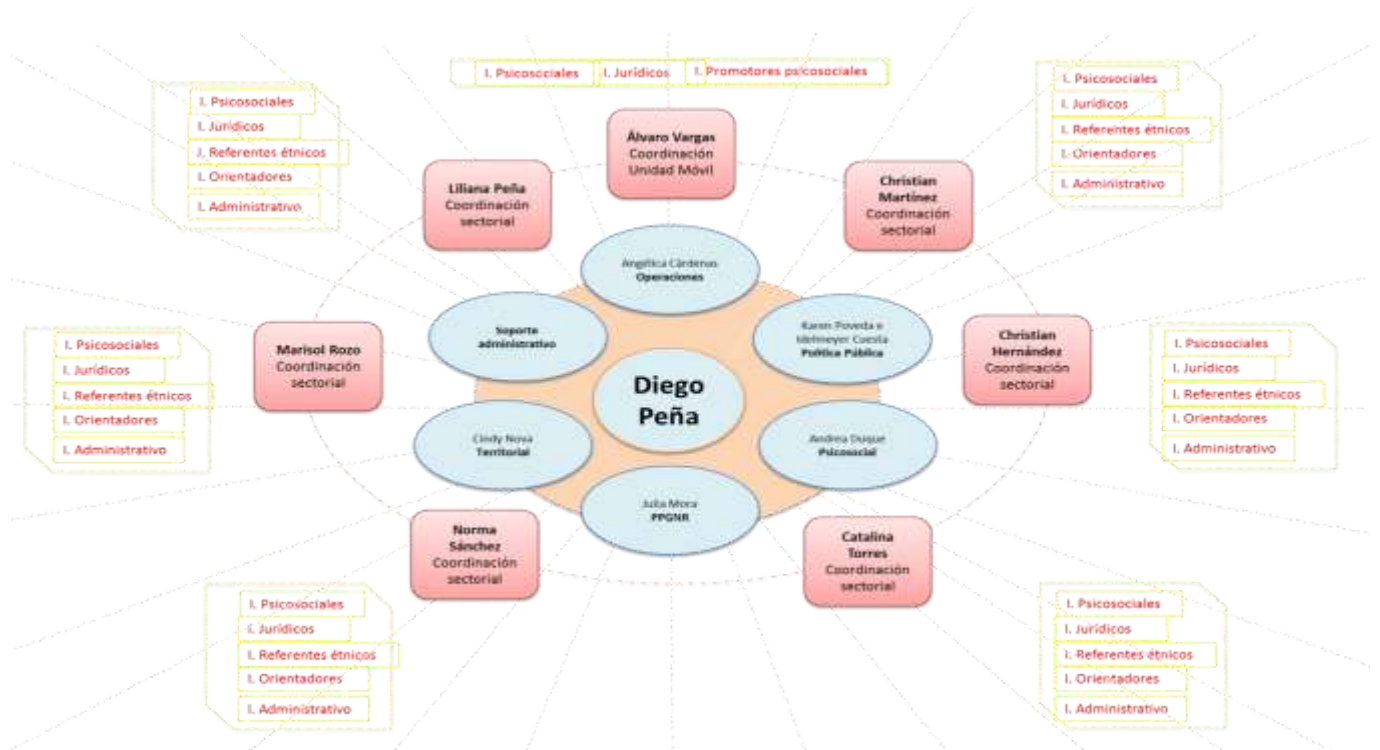 I. Psicosociales
I. Jurídicos
I. Promotores psicosociales
I. Psicosociales
I. Jurídicos
I. Referentes étnicos
I. Orientadores
I. Administrativo
I. Psicosociales
I. Jurídicos
I. Referentes étnicos
I. Orientadores
I. Administrativo
Álvaro Vargas
Coordinación
Unidad Móvil
Liliana Peña
Coordinación
sectorial
Christian
Martínez
Coordinación
sectorial
Angélica Cárdenas
Operaciones
Soporte
administrativo
Karen Poveda e
Idelmeyer Cuesta
Política Pública
Marisol Rozo
Coordinación
sectorial
Christian
Hernández
Coordinación
sectorial
I. Psicosociales
I. Jurídicos
I. Referentes étnicos
I. Orientadores
I. Administrativo
Diego
Peña
I. Psicosociales
I. Jurídicos
I. Referentes étnicos
I. Orientadores
I. Administrativo
Cindy Nova
Territorial
Andrea Duque
Psicosocial
Julia Mora
PPGNR
Norma
Sánchez
Coordinación
sectorial
Catalina
Torres
Coordinación
sectorial
I. Psicosociales
I. Jurídicos
I. Referentes étnicos
I. Orientadores
I. Administrativo
I. Psicosociales
I. Jurídicos
I. Referentes étnicos
I. Orientadores
I. Administrativo